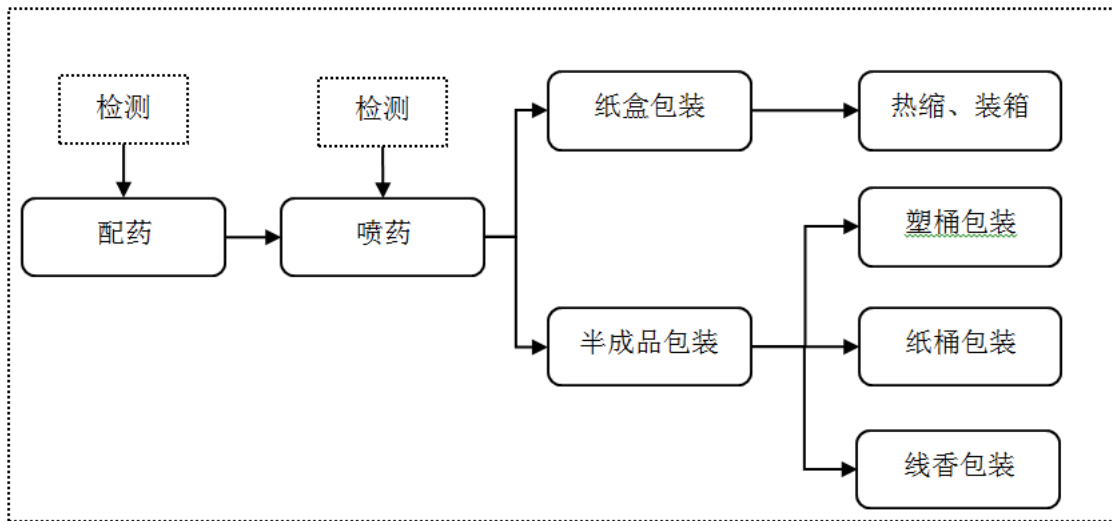 检测
检测
纸盒包装
热缩、装箱
配药
喷药
塑桶包装
半成品包装
纸桶包装
线香包装